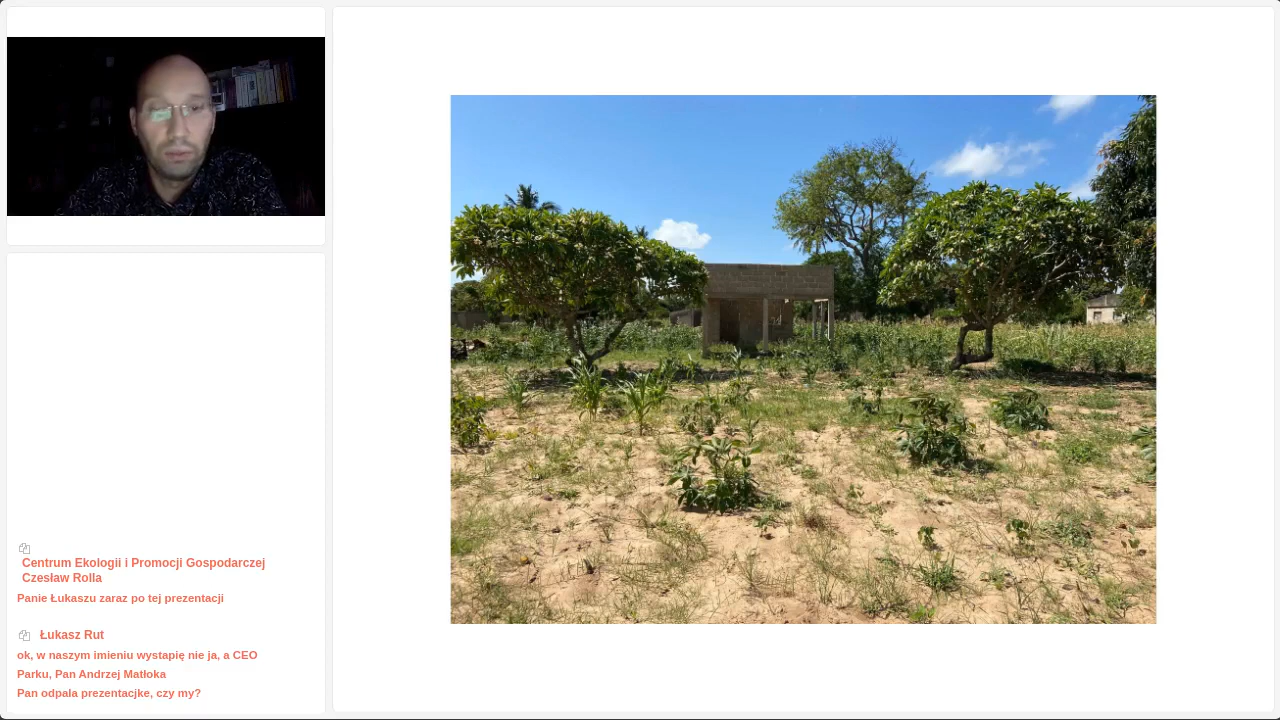 Centrum Ekologii i Promocji Gospodarczej
Czesław Rolla
Panie Łukaszu zaraz po tej prezentacji
Łukasz Rut
ok, w naszym imieniu wystapię nie ja, a CEO
Parku, Pan Andrzej Matłoka
Pan odpala prezentacjke, czy my?